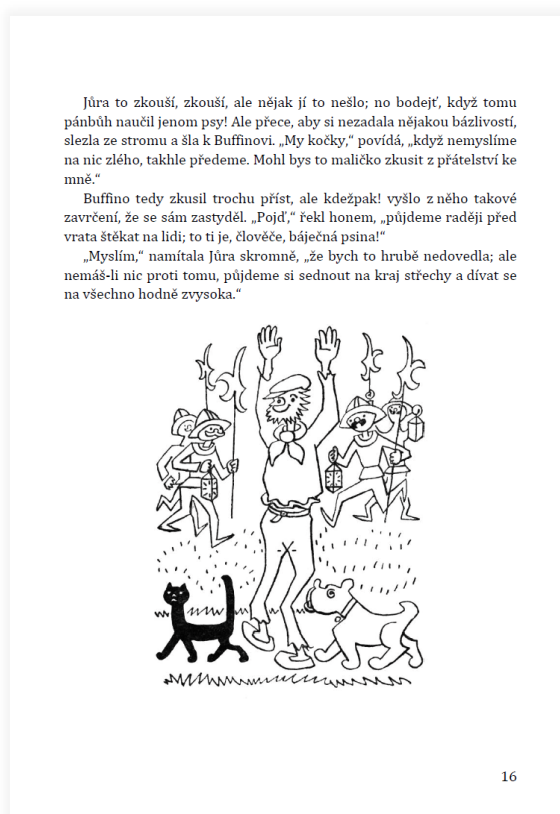 Jůra to zkouší, zkouší, ale nějak jí to nešlo; no bodejť, když tomu
pánbůh naučil jenom psy! Ale přece, aby si nezadala nějakou bázlivostí,
slezla ze stromu a šla k Buffinovi. „My kočky,“ povídá, „když nemyslíme
na nic zlého, takhle předeme. Mohl bys to maličko zkusit z přátelství ke
mně.“
Buffino tedy zkusil trochu příst, ale kdežpak! vyšlo z něho takové
zavrčení, že se sám zastyděl. „Pojď,“ řekl honem, „půjdeme raději před
vrata štěkat na lidi; to ti je, člověče, báječná psina!“
„Myslím,“ namítala Jůra skromně, „že bych to hrubě nedovedla; ale
nemáš-li nic proti tomu, půjdeme si sednout na kraj střechy a dívat se
na všechno hodně zvysoka.“
16